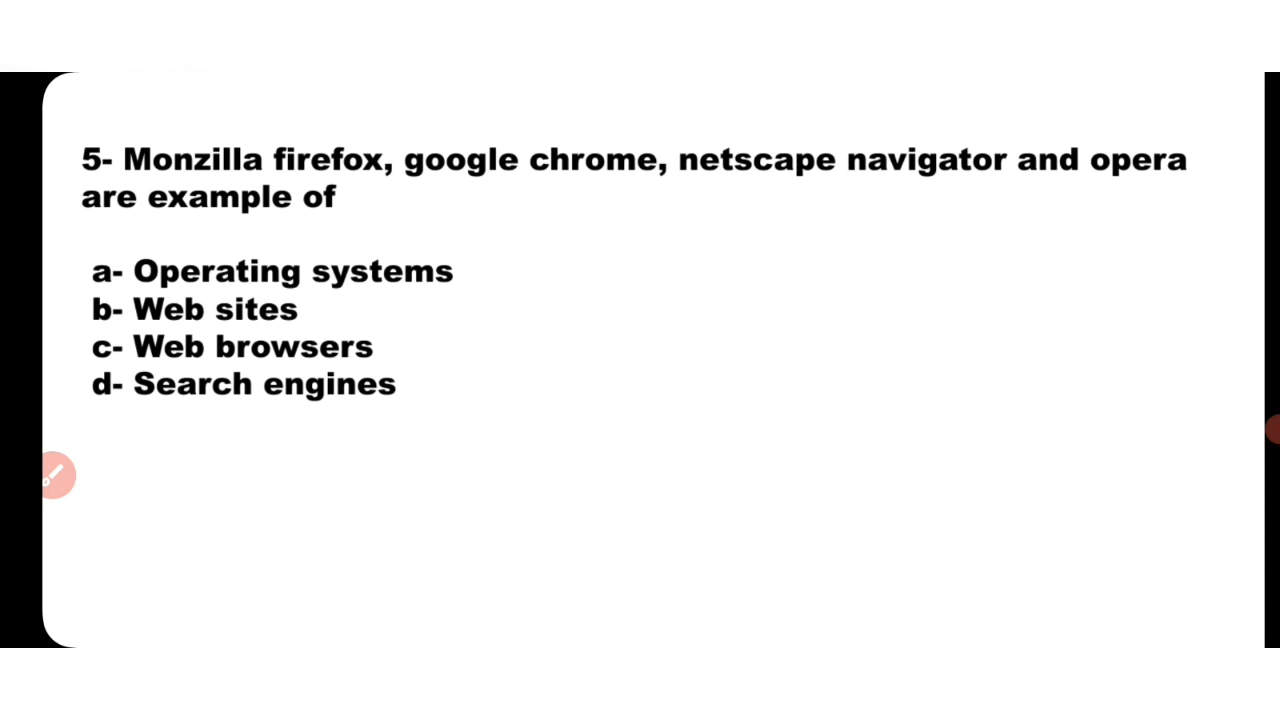 5- Monzilla firefox, google chrome, netscape navigator and opera
are example of
a- Operating systems
b- Web sites
c- Web browsers
d- Search engines